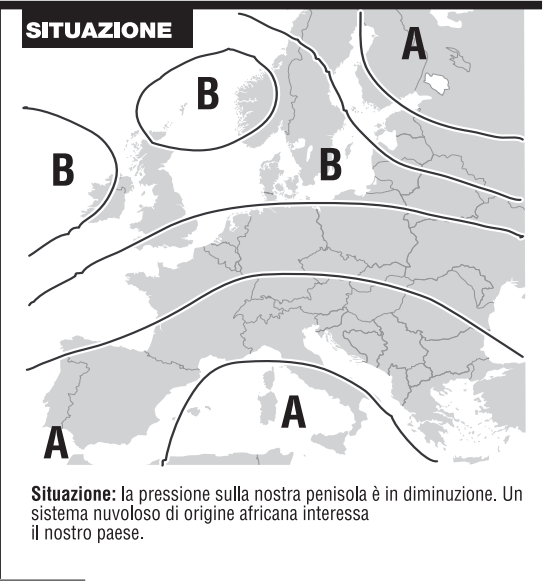 SITUAZIONE
A
B
B
B
A
A
Situazione: la pressione sulla nostra penisola è in diminuzione. Un
sistema nuvoloso di origine africana interessa
il nostro paese.